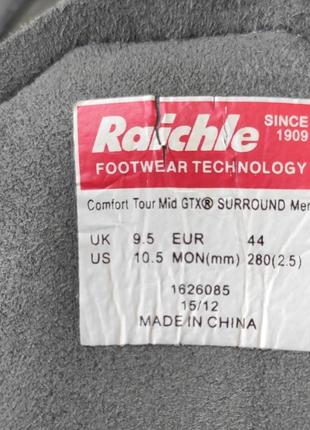 Raichle
SINCE
1909
FOOTWEAR TECHNOLOGY
Comfort Tour Mid GTX® SURROUND Men
UK 9.5 EUR 44
US 10.5 MON(mm) 280(2.5)
1626085
15/12
MADE IN CHINA